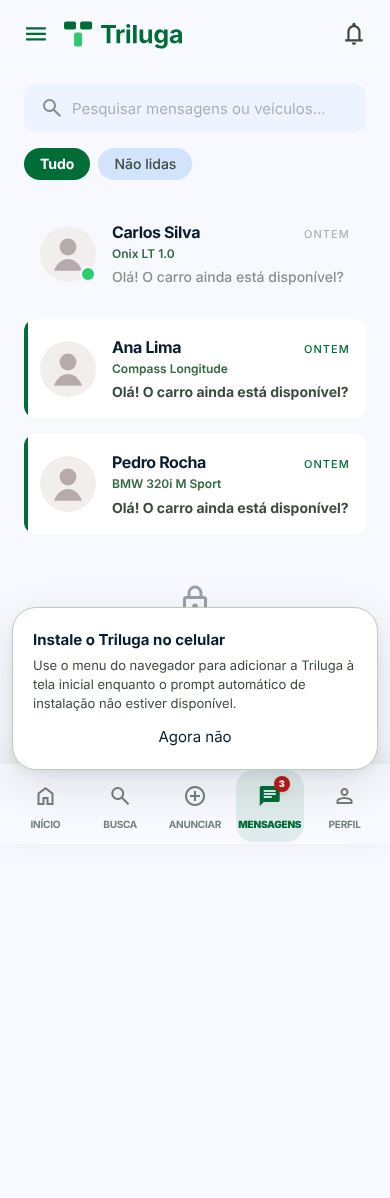 Triluga
Pesquisar mensagens ou veículos...
Tudo
Não lidas
Carlos Silva
ONTEM
Onix LT 1.0
Olá! O carro ainda está disponível?
Ana Lima
ONTEM
Compass Longitude
Olá! O carro ainda está disponível?
Pedro Rocha
ONTEM
BMW 320i M Sport
Olá! O carro ainda está disponível?
Instale o Triluga no celular
Use o menu do navegador para adicionar a Triluga à
tela inicial enquanto o prompt automático de
instalação não estiver disponível.
Agora não
3
INÍCIO
BUSCA
ANUNCIAR
MENSAGENS
PERFIL